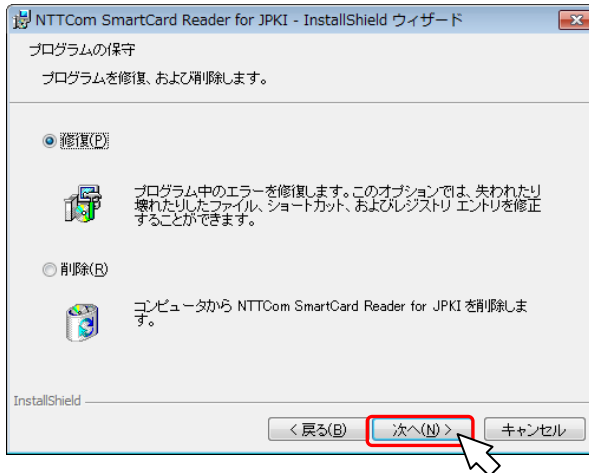 NTTCom SmartCard Reader for JPKI - InstallShield ウィザード
プログラムの保守
プログラムを修復、および削除します。
修復(P)
プログラム中のエラーを修復します。このオプションでは、失われたり
壊れたりしたファイル、ショートカット、およびレジストリ エントリを修正
することができます。
削除(R)
コンピュータから NTTCom SmartCard Reader for JPKI を削除しま
す。
InstallShield
< 戻る(B)
次へ(N) >
キャンセル